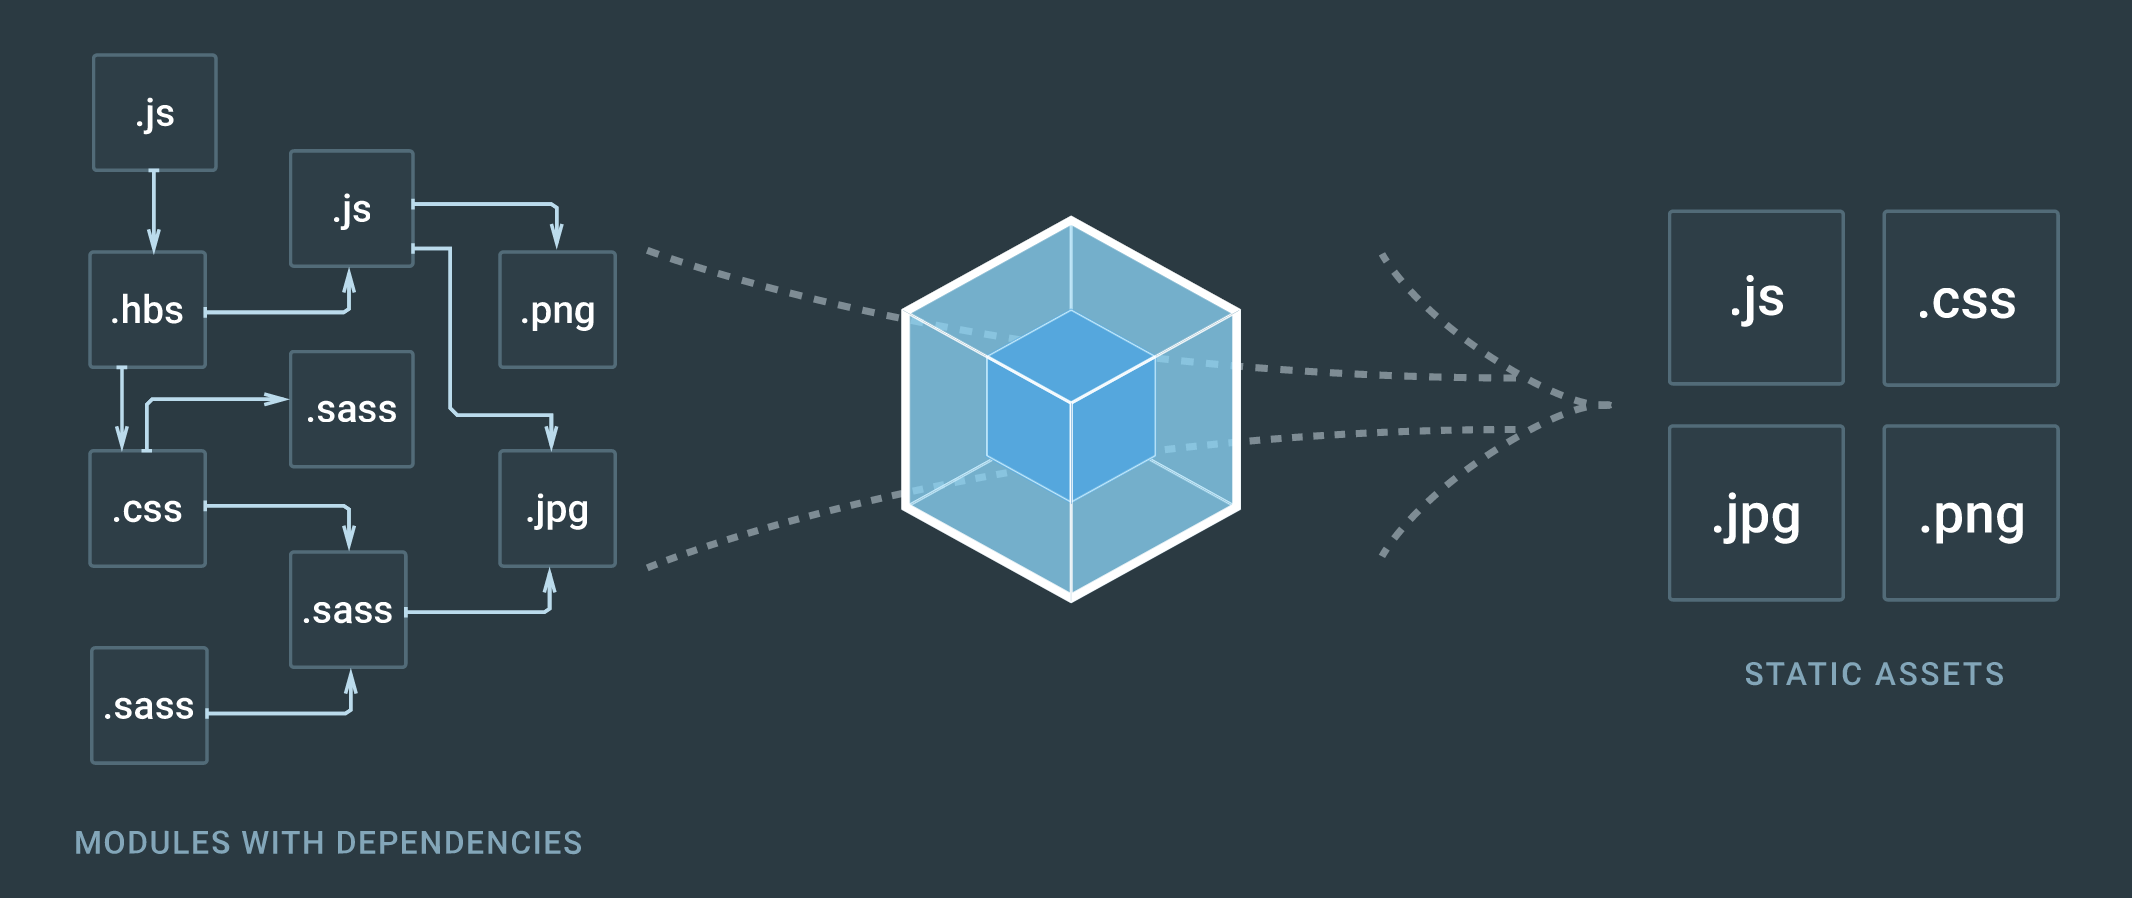 .js
.js
.hbs
.png
.sass
.css
.jpg
.sass
.sass
MODULES WITH DEPENDENCIES
.js
.css
.jpg
.png
STATIC ASSETS